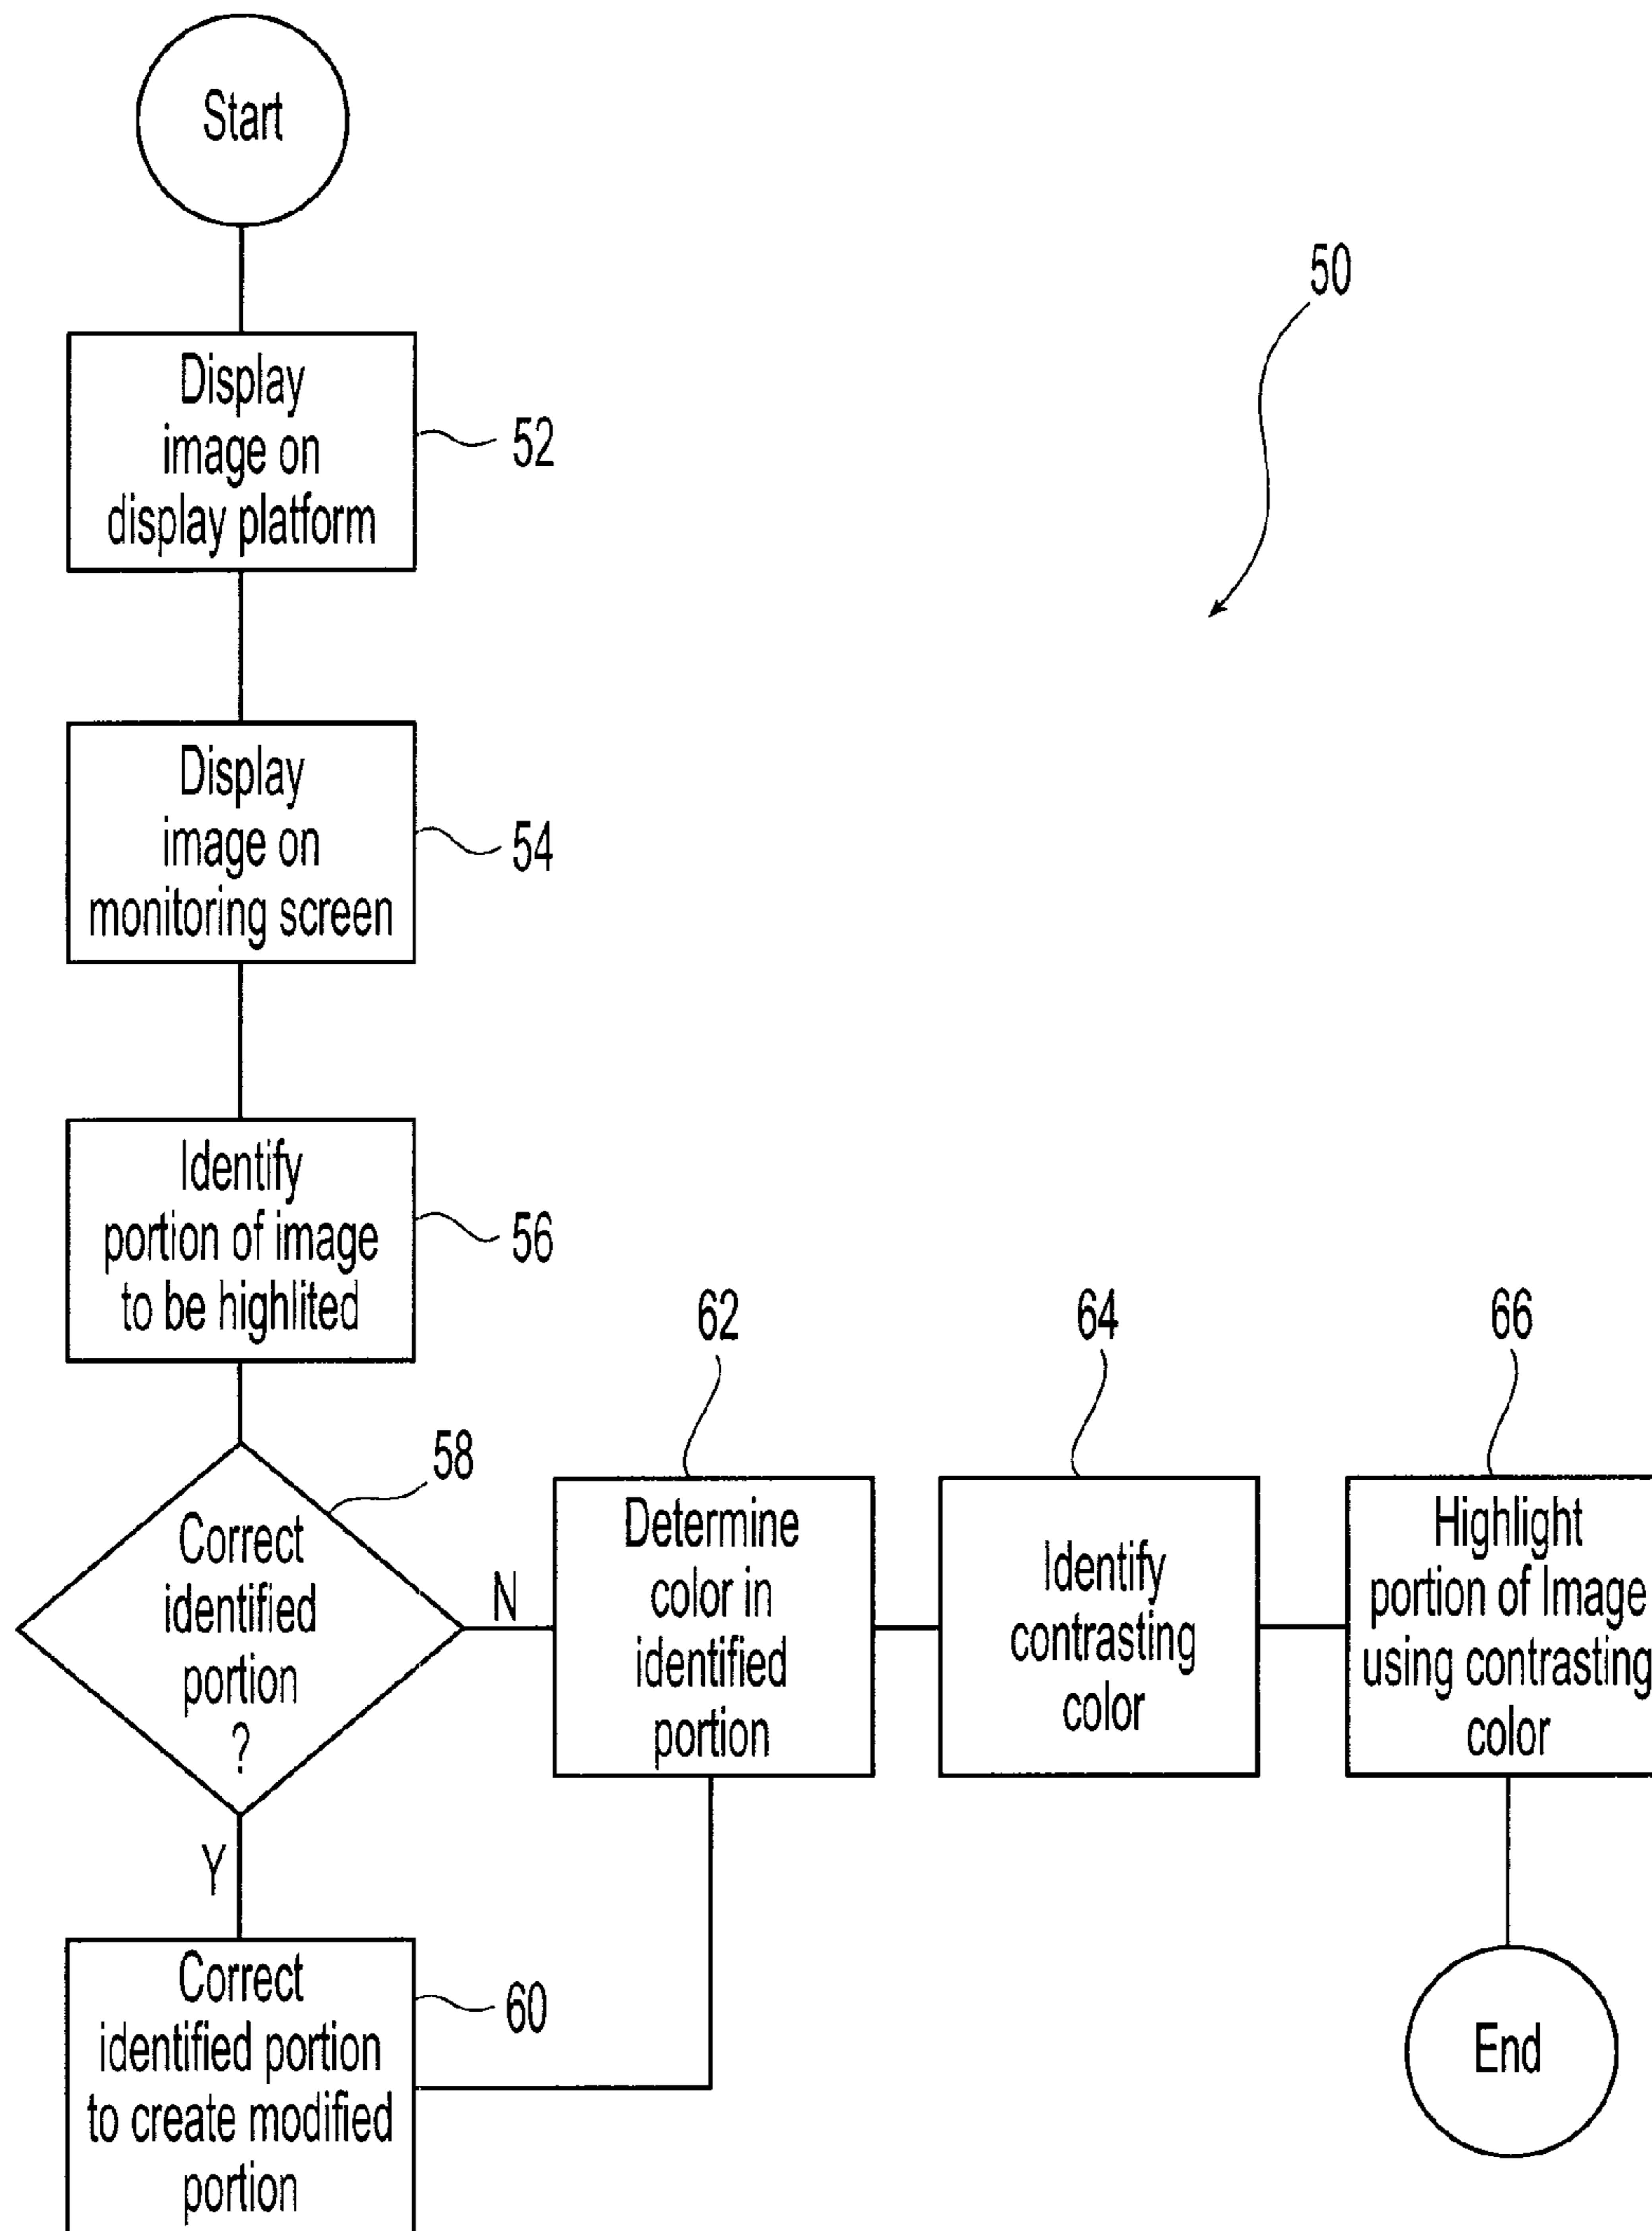 Start
50
Display
image on
display platform
52
Display
image on
monitoring screen
54
Identify
portion of image
to be highlited
56
Correct
identified
portion
?
58
N
Y
Correct
identified portion
to create modified
portion
60
62
Determine
color in
identified
portion
64
Identify
contrasting
color
66
Highlight
portion of Image
using contrasting
color
End